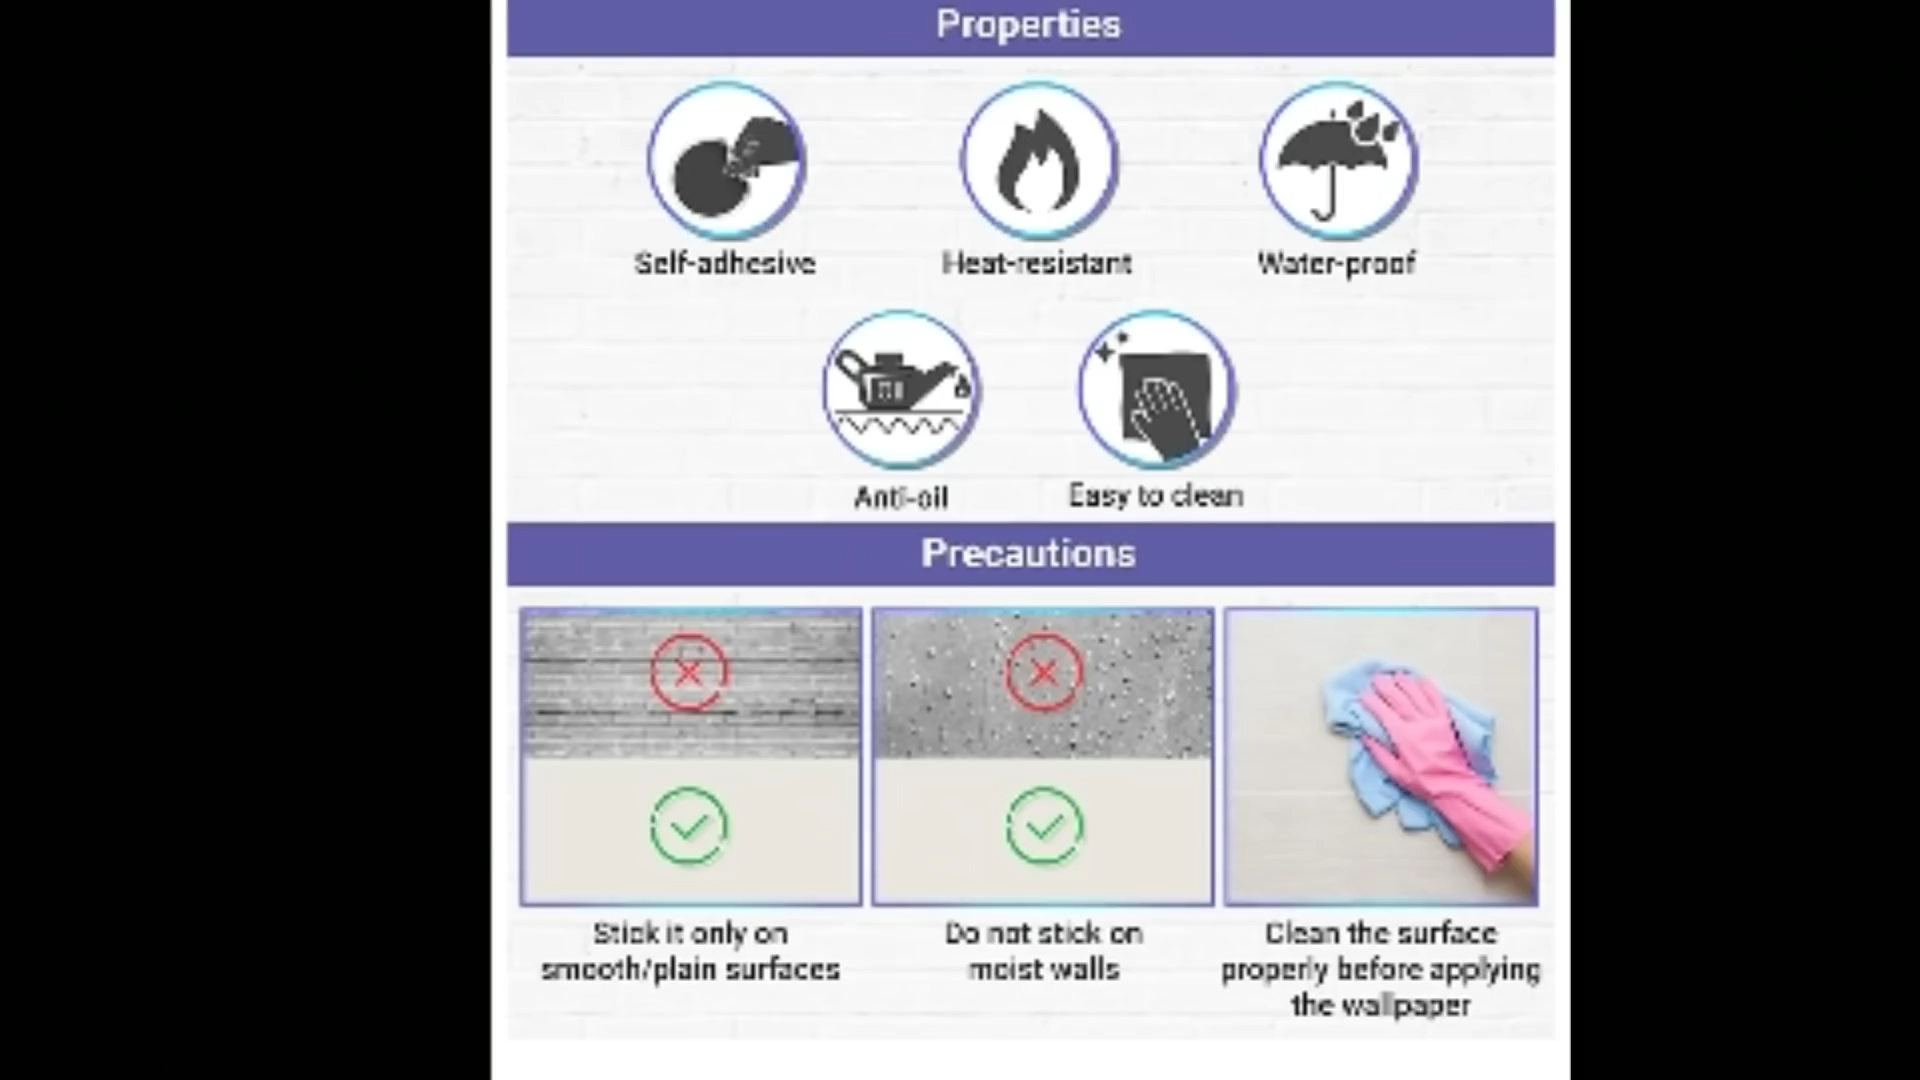 Properties
Self-adhesive
Heat-resistant
Water-proof
Anti-oil
Easy to clean
Precautions
Stick it only on
smooth/plain surfaces
Do not stick on
moist walls
Clean the surface
properly before applying
the wallpaper